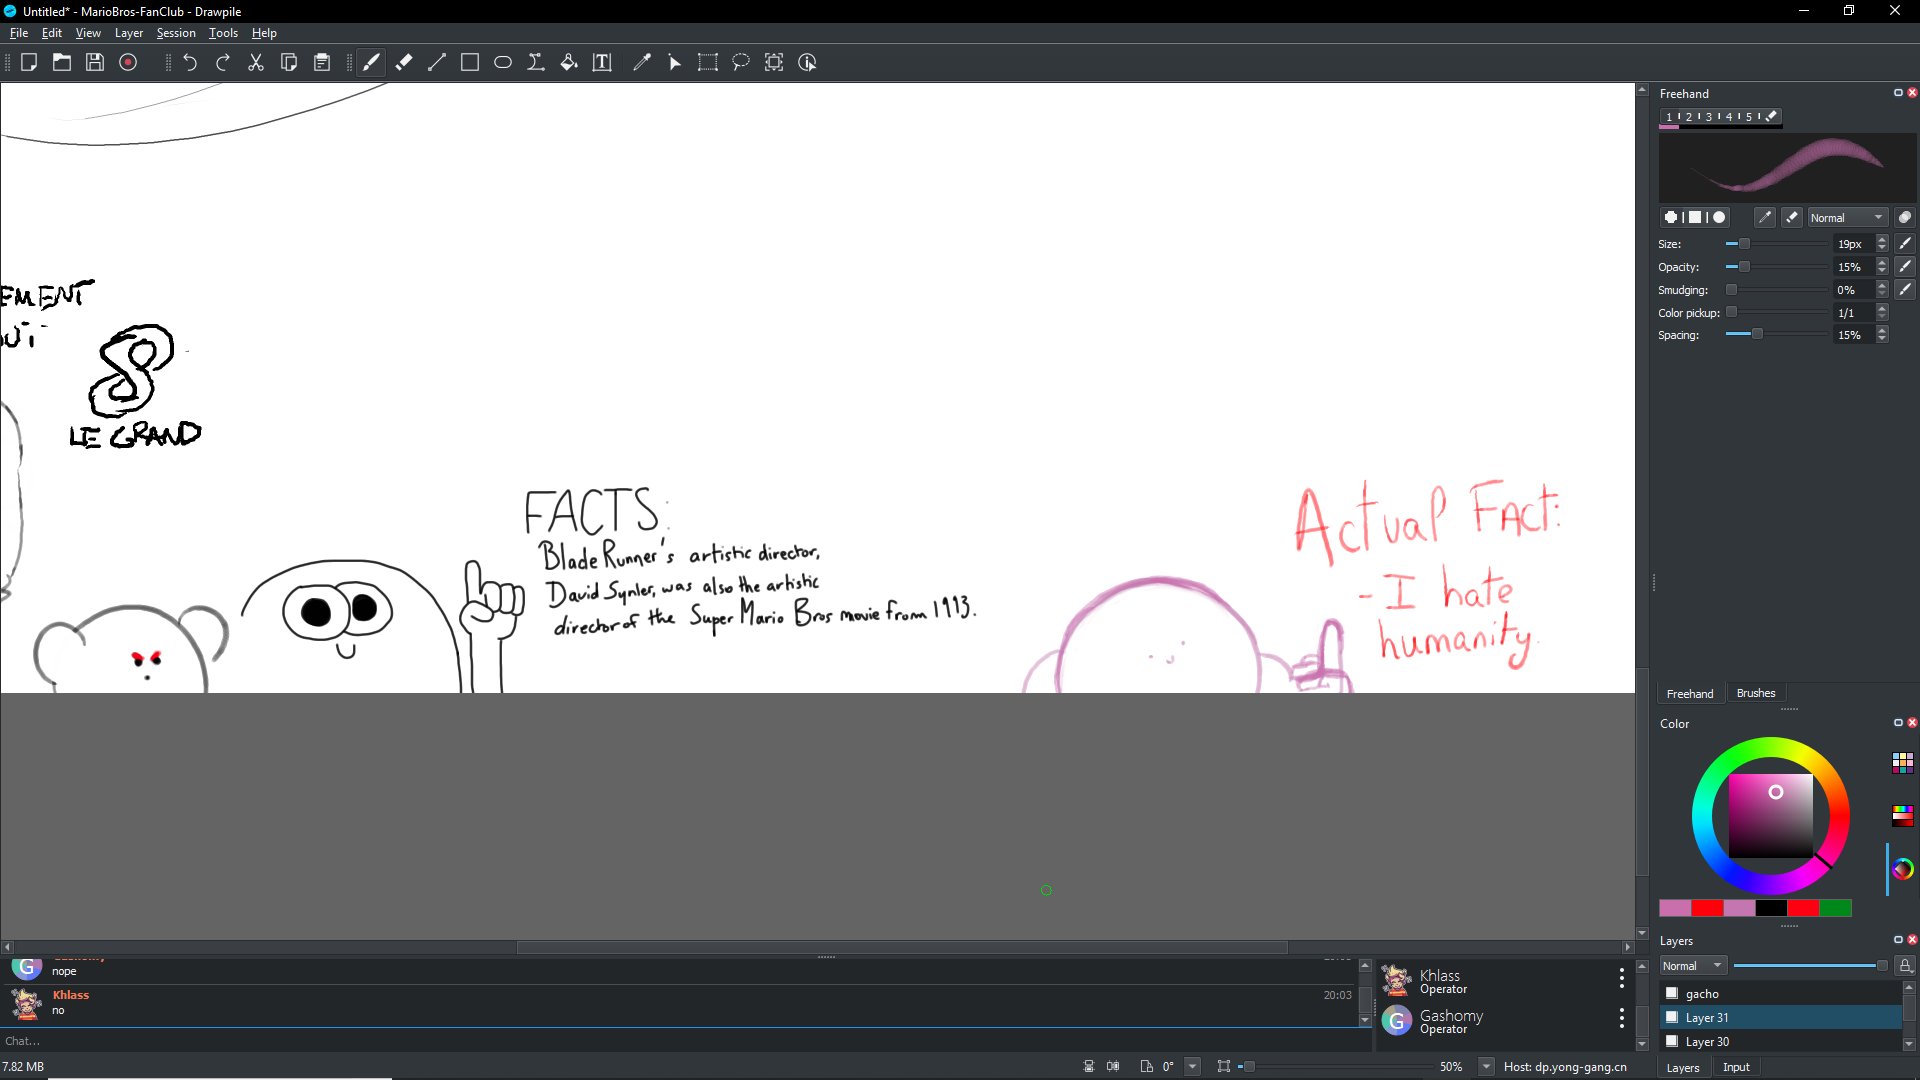 Untitled* - MarioBros-FanClub - Drawpile
File Edit View Layer Session Tools Help
Freehand
1 2 3 4 5
Normal
Size: 19px
Opacity: 15%
Smudging: 0%
Color pickup: 1/1
Spacing: 15%
EMENT
8
LE GRAND
FACTS:
Blade Runner's artistic director,
David Synler, was also the artistic
director of the Super Mario Bros movie from 1993.
Actual Fact:
- I hate
humanity.
Freehand Brushes
Color
Layers
Normal
gacho
Layer 31
Layer 30
Layers Input
G
nope
Khlass 20:03
no
Chat...
Khlass
Operator
G
Gashomy
Operator
7.82 MB
0°
50%
Host: dp.yong-gang.cn